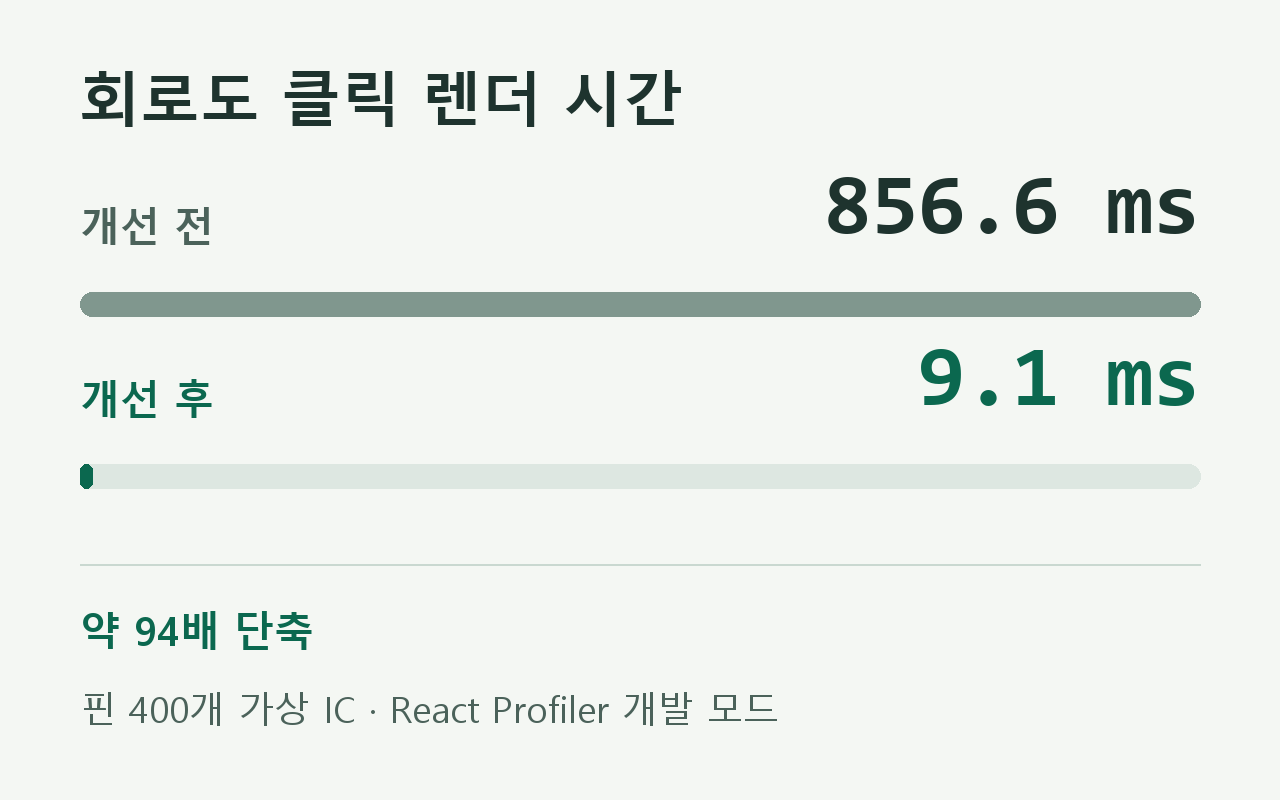 회로도 클릭 렌더 시간
개선 전
856.6 ms
개선 후
9.1 ms
약 94배 단축
핀 400개 가상 IC · React Profiler 개발 모드